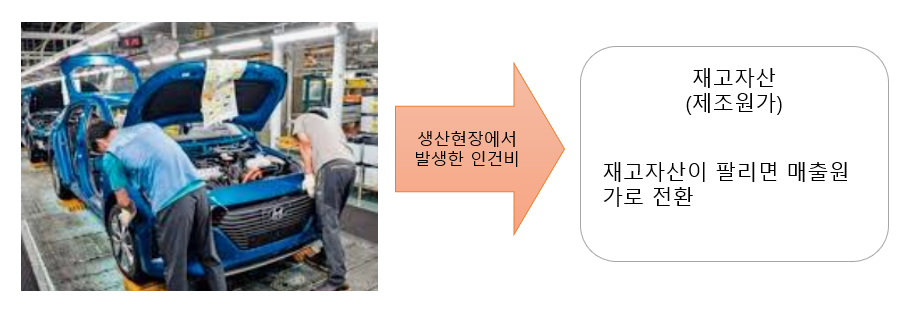 생산현장에서
발생한 인건비
재고자산
(제조원가)
재고자산이 팔리면 매출원
가로 전환